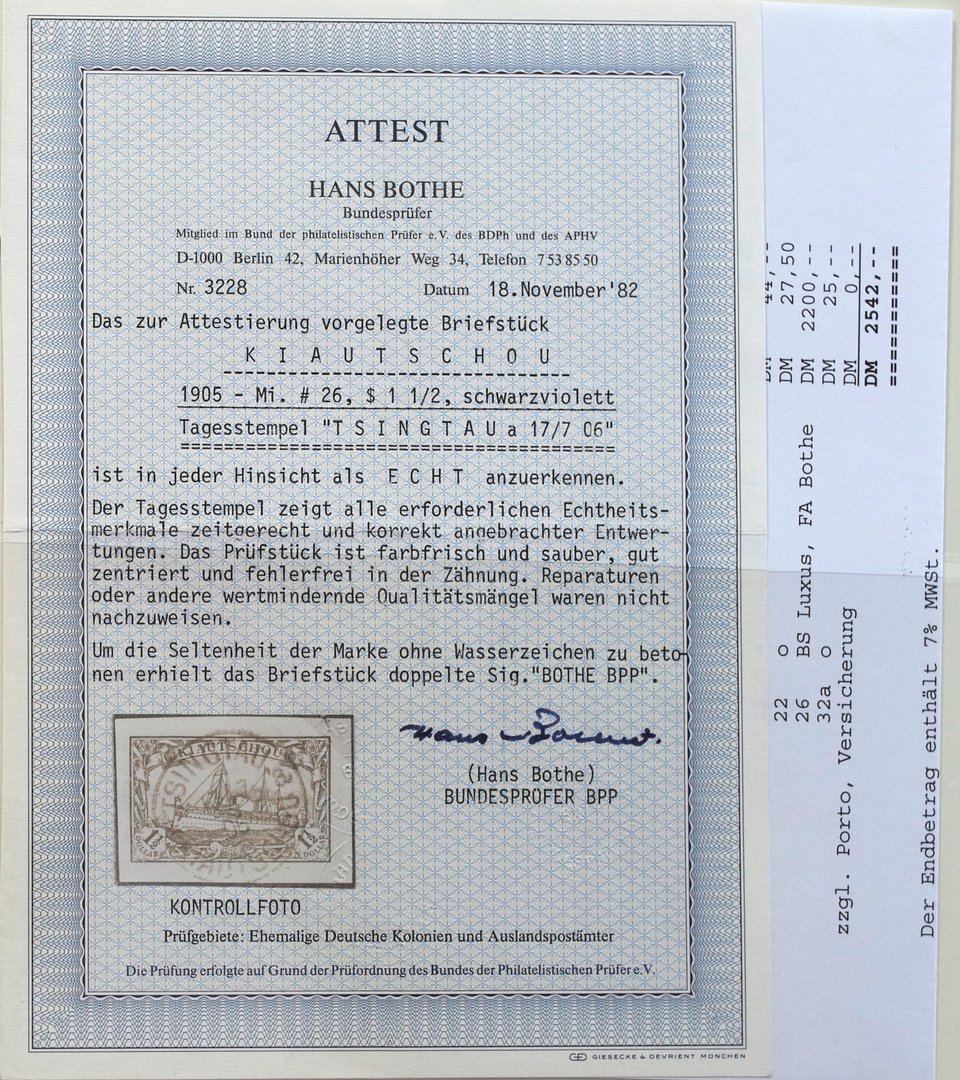 ATTEST
HANS BOTHE
Bundesprüfer
Mitglied im Bund der philatelistischen Prüfer e.V. des BDPh und des APHV
D-1000 Berlin 42, Marienhöher Weg 34, Telefon 7 53 85 50
Nr. 3228 Datum 18.November'82
Das zur Attestierung vorgelegte Briefstück
K I A U T S C H O U
--------------------------------
1905 - Mi. # 26, $ 1 1/2, schwarzviolett
Tagesstempel "T S I N G T A U a 17/7 06"
========================================
ist in jeder Hinsicht als E C H T anzuerkennen.
Der Tagesstempel zeigt alle erforderlichen Echtheits-
merkmale zeitgerecht und korrekt angebrachter Entwer-
tungen. Das Prüfstück ist farbfrisch und sauber, gut
zentriert und fehlerfrei in der Zähnung. Reparaturen
oder andere wertmindernde Qualitätsmängel waren nicht
nachzuweisen.
Um die Seltenheit der Marke ohne Wasserzeichen zu beto-
nen erhielt das Briefstück doppelte Sig."BOTHE BPP".
(Hans Bothe)
BUNDESPRÜFER BPP
KIAUTSCHOU
TSINGTAU
1½ 1½
KONTROLLFOTO
Prüfgebiete: Ehemalige Deutsche Kolonien und Auslandspostämter
Die Prüfung erfolgte auf Grund der Prüfordnung des Bundes der Philatelistischen Prüfer e.V.
GIESECKE & DEVRIENT MÜNCHEN
DM 44,--
22 o DM 27,50
26 BS Luxus, FA Bothe DM 2200,--
32a o DM 25,--
zzgl. Porto, Versicherung DM 0,--
DM 2542,--
==========
Der Endbetrag enthält 7% MWSt.